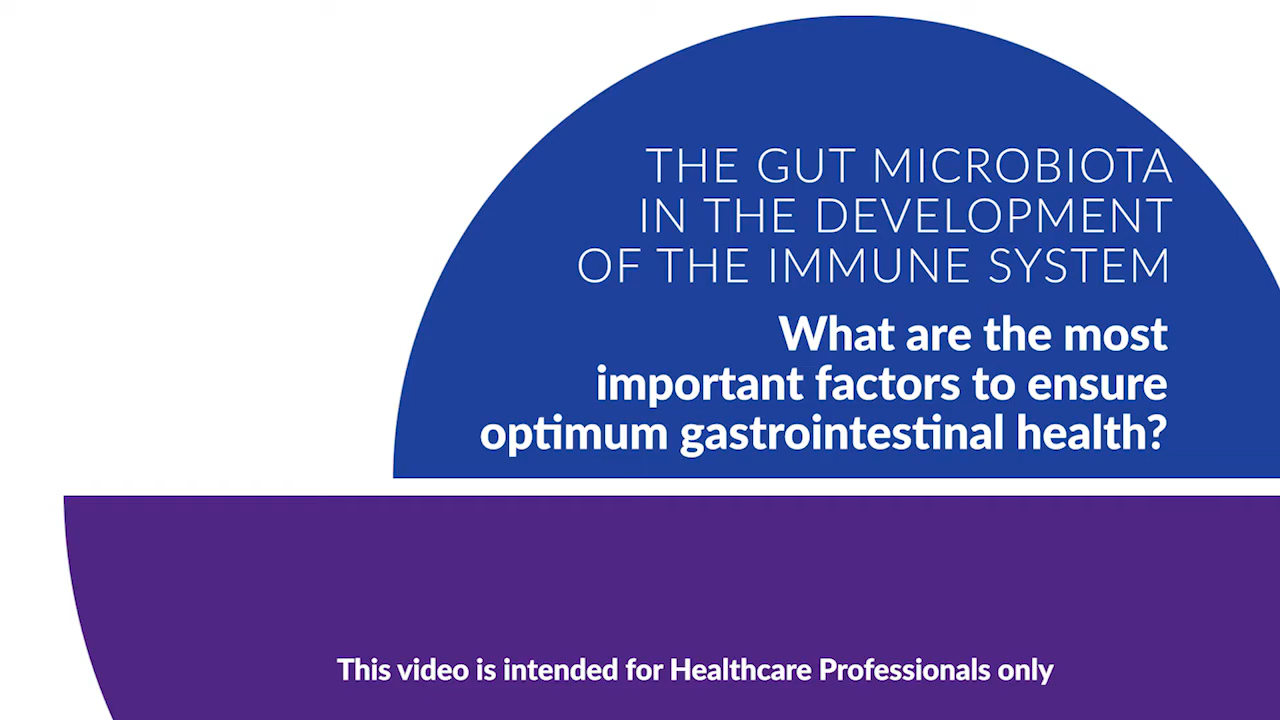 THE GUT MICROBIOTA
IN THE DEVELOPMENT
OF THE IMMUNE SYSTEM
What are the most
important factors to ensure
optimum gastrointestinal health?
This video is intended for Healthcare Professionals only